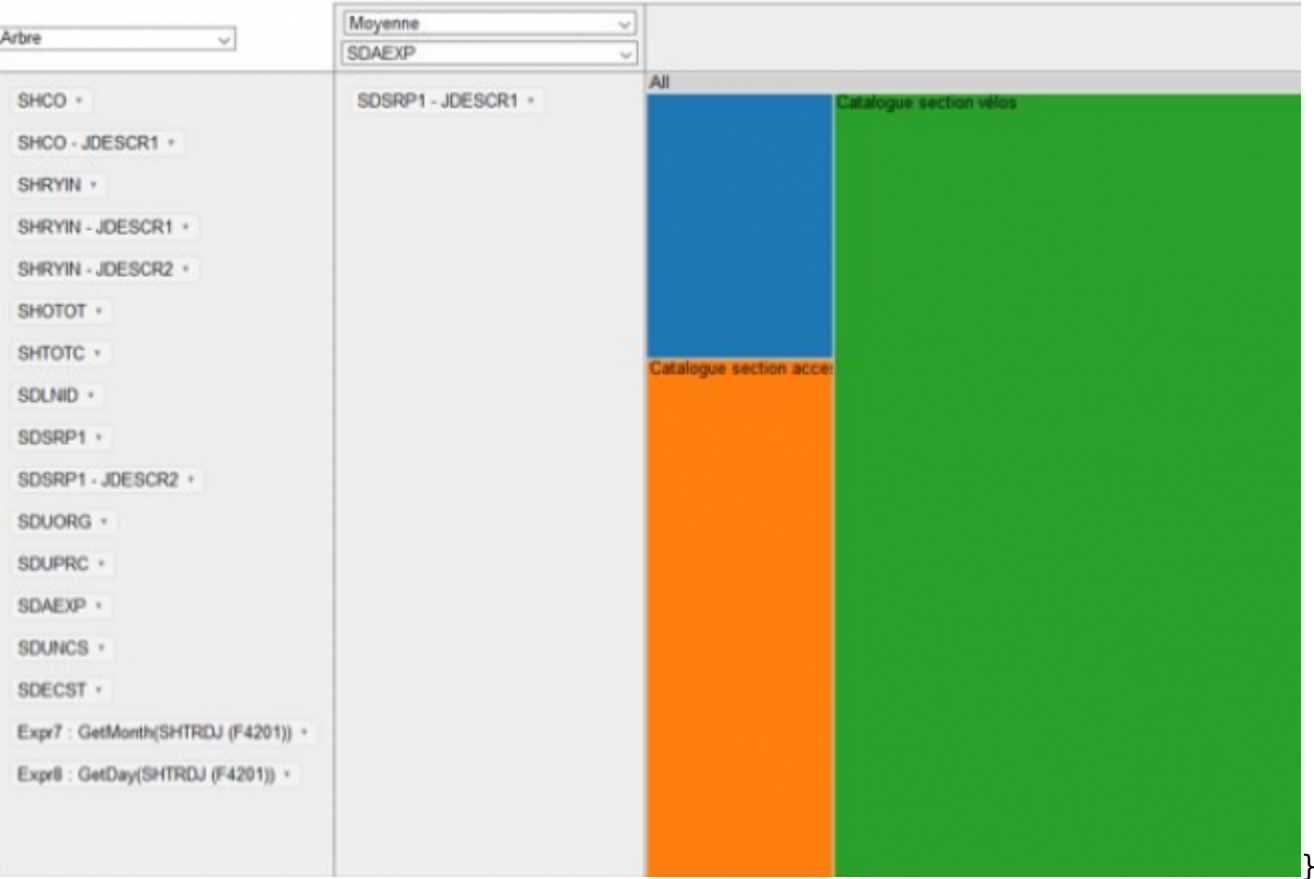 Arbre
Moyenne
SDAEXP
SHCO
SHCO - JDESCR1
SHRYIN
SHRYIN - JDESCR1
SHRYIN - JDESCR2
SHOTOT
SHTOTC
SDLNID
SDSRP1
SDSRP1 - JDESCR2
SDUORG
SDUPRC
SDAEXP
SDUNCS
SDECST
Expr7 : GetMonth(SHTRDJ (F4201))
Expr8 : GetDay(SHTRDJ (F4201))
SDSRP1 - JDESCR1
All
Catalogue section vélos
Catalogue section acces
}